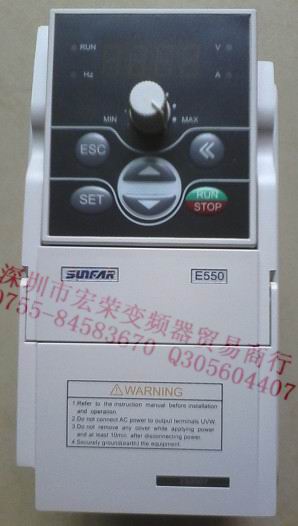 RUN
V
Hz
A
MIN
MAX
ESC
SET
RUN
STOP
SUNFAR
E550
深圳市宏荣变频器贸易商行
0755-84583670 Q305604407
WARNING
1.Refer to the instruction manual before installation
and operation.
2.Do not connect AC power to output terminals UVW.
3.Do not remove any cover while applying power
and at least 10min. after disconnecting power.
4.Securely ground(earth) the equipment.